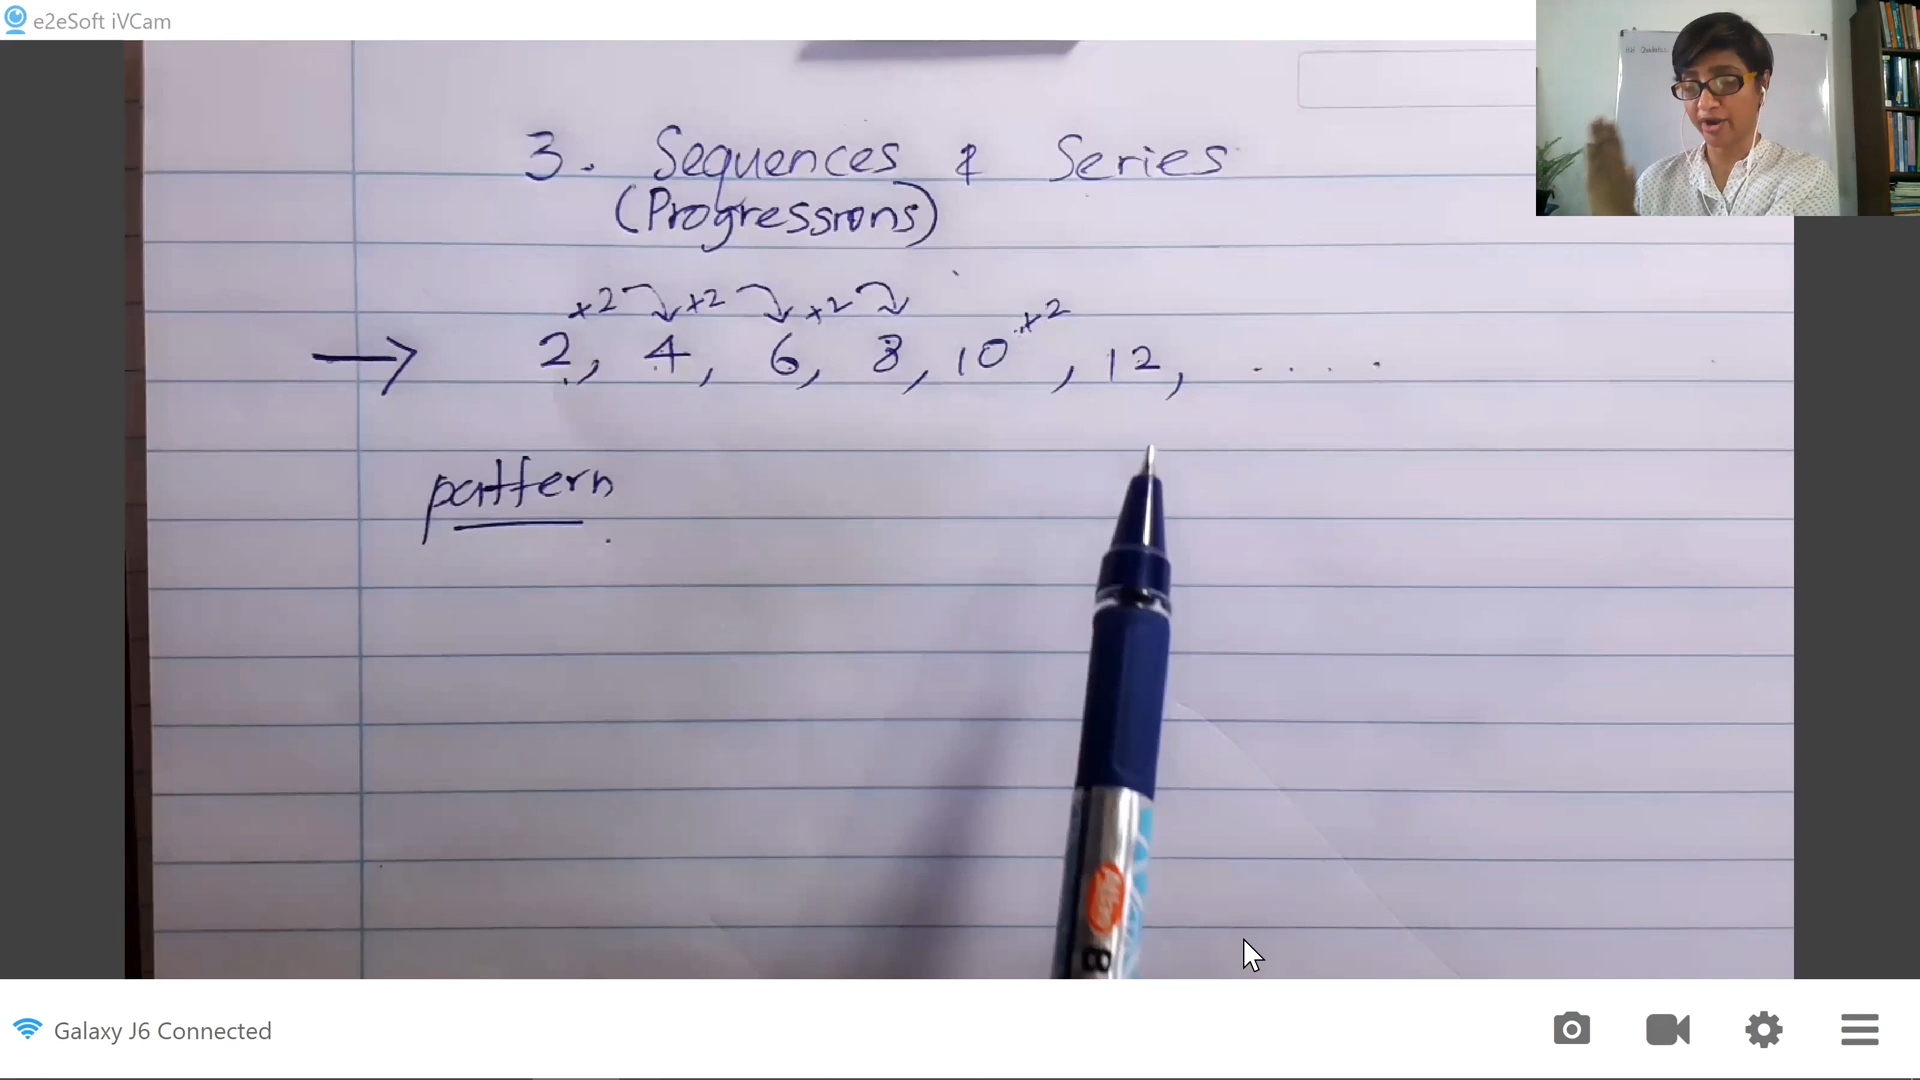 e2eSoft iVCam
3. Sequences & Series
(Progressions)
+2 +2 +2 +2
→ 2, 4, 6, 8, 10, 12, ....
pattern
B
Galaxy J6 Connected